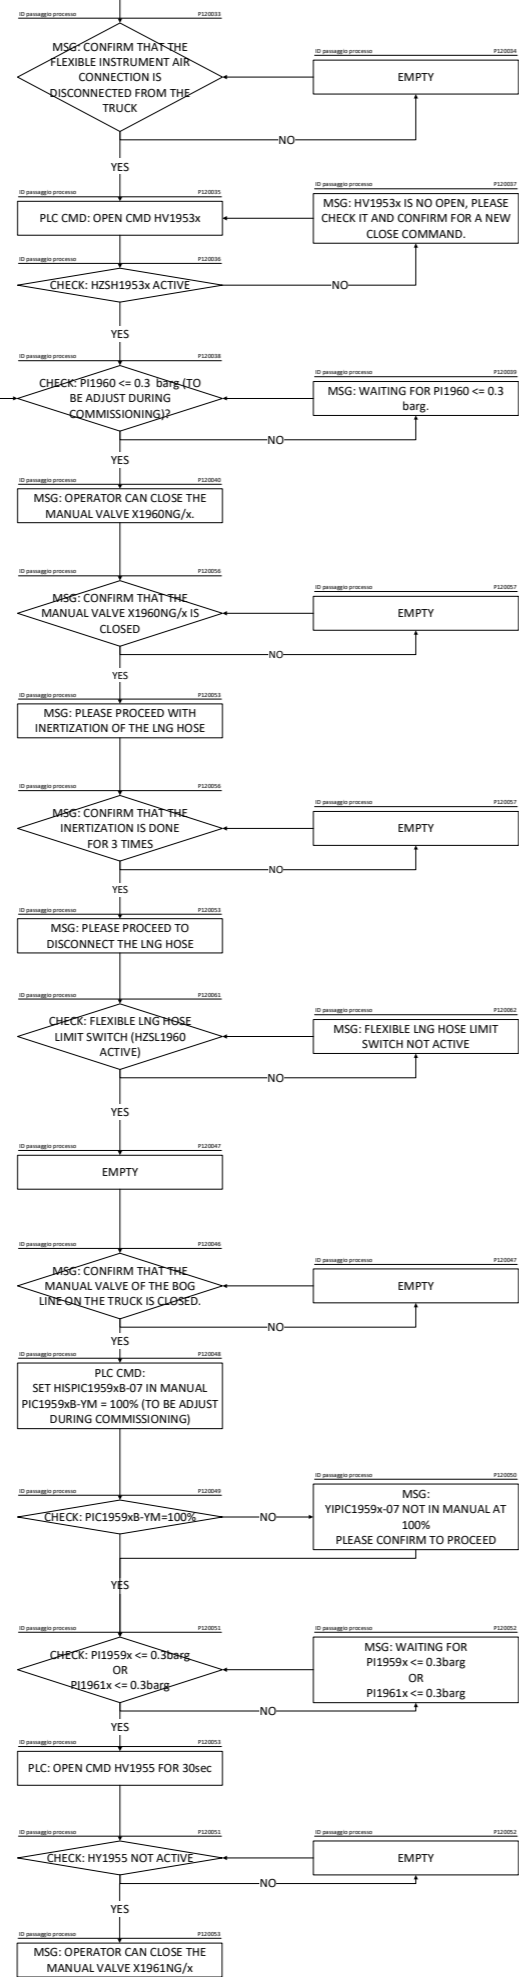 ID passaggio processo P120033
MSG: CONFIRM THAT THE
FLEXIBLE INSTRUMENT AIR
CONNECTION IS
DISCONNECTED FROM THE
TRUCK
ID passaggio processo P120034
EMPTY
NO
YES
ID passaggio processo P120035
PLC CMD: OPEN CMD HV1953x
ID passaggio processo P120037
MSG: HV1953x IS NO OPEN, PLEASE
CHECK IT AND CONFIRM FOR A NEW
CLOSE COMMAND.
ID passaggio processo P120036
CHECK: HZSH1953x ACTIVE
NO
YES
ID passaggio processo P120038
CHECK: PI1960 <= 0.3 barg (TO
BE ADJUST DURING
COMMISSIONING)?
ID passaggio processo P120039
MSG: WAITING FOR PI1960 <= 0.3
barg.
NO
YES
ID passaggio processo P120040
MSG: OPERATOR CAN CLOSE THE
MANUAL VALVE X1960NG/x.
ID passaggio processo P120056
MSG: CONFIRM THAT THE
MANUAL VALVE X1960NG/x IS
CLOSED
ID passaggio processo P120057
EMPTY
NO
YES
ID passaggio processo P120053
MSG: PLEASE PROCEED WITH
INERTIZATION OF THE LNG HOSE
ID passaggio processo P120056
MSG: CONFIRM THAT THE
INERTIZATION IS DONE
FOR 3 TIMES
ID passaggio processo P120057
EMPTY
NO
YES
ID passaggio processo P120053
MSG: PLEASE PROCEED TO
DISCONNECT THE LNG HOSE
ID passaggio processo P120061
CHECK: FLEXIBLE LNG HOSE
LIMIT SWITCH (HZSL1960
ACTIVE)
ID passaggio processo P120062
MSG: FLEXIBLE LNG HOSE LIMIT
SWITCH NOT ACTIVE
NO
YES
ID passaggio processo P120047
EMPTY
ID passaggio processo P120046
MSG: CONFIRM THAT THE
MANUAL VALVE OF THE BOG
LINE ON THE TRUCK IS CLOSED.
ID passaggio processo P120047
EMPTY
NO
YES
ID passaggio processo P120048
PLC CMD:
SET HISPIC1959xB-07 IN MANUAL
PIC1959xB-YM = 100% (TO BE ADJUST
DURING COMMISSIONING)
ID passaggio processo P120049
CHECK: PIC1959xB-YM=100%
NO
ID passaggio processo P120050
MSG:
YIPIC1959x-07 NOT IN MANUAL AT
100%
PLEASE CONFIRM TO PROCEED
YES
ID passaggio processo P120051
CHECK: PI1959x <= 0.3barg
OR
PI1961x <= 0.3barg
ID passaggio processo P120052
MSG: WAITING FOR
PI1959x <= 0.3barg
OR
PI1961x <= 0.3barg
NO
YES
ID passaggio processo P120053
PLC: OPEN CMD HV1955 FOR 30sec
ID passaggio processo P120051
CHECK: HY1955 NOT ACTIVE
ID passaggio processo P120052
EMPTY
NO
YES
ID passaggio processo P120053
MSG: OPERATOR CAN CLOSE THE
MANUAL VALVE X1961NG/x